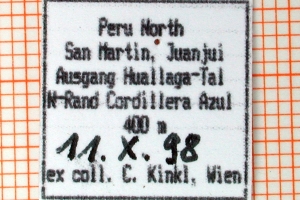 Peru North
San Martin, Juanjui
Ausgang Huallaga-Tal
N-Rand Cordillera Azul
400 m
11. X. 98
ex coll. C. Kinkl, Wien